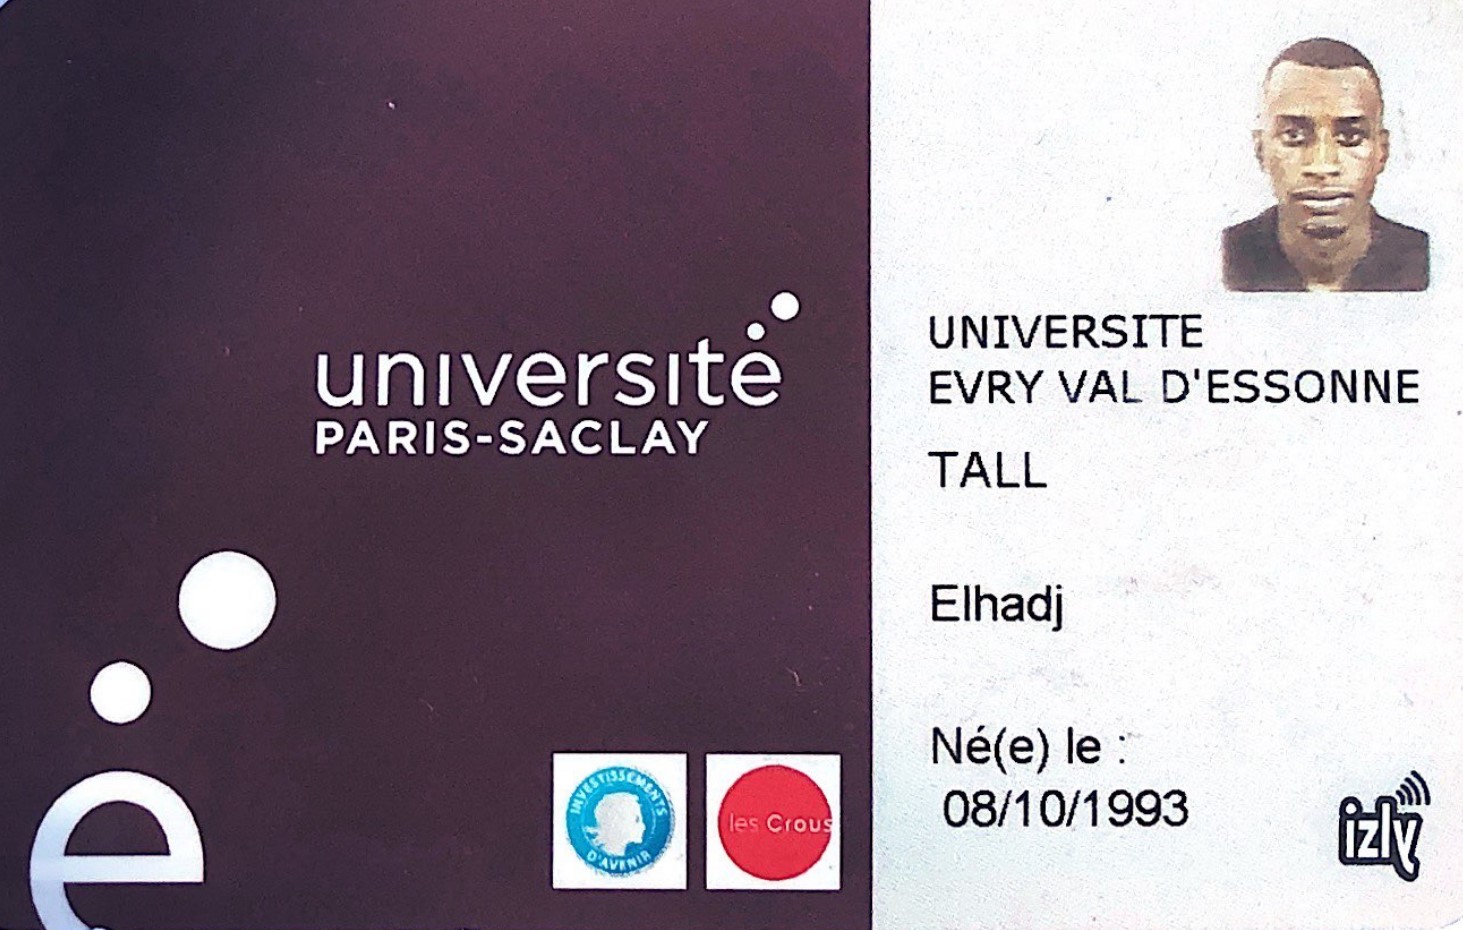 université
PARIS-SACLAY
é
INVESTISSEMENTS
D'AVENIR
les Crous
UNIVERSITE
EVRY VAL D'ESSONNE
TALL
Elhadj
Né(e) le :
08/10/1993
izly